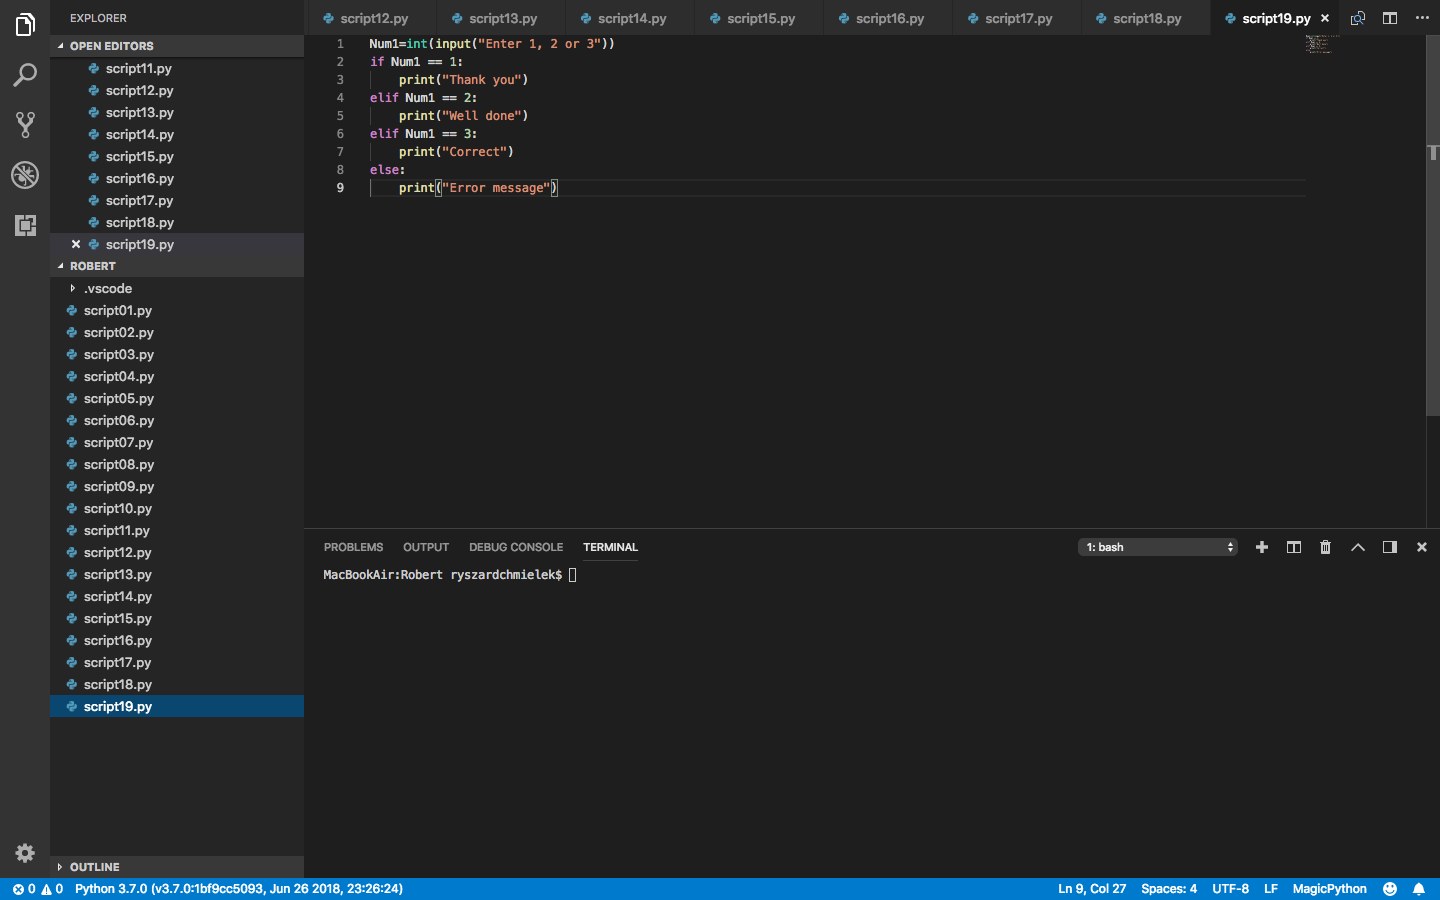 EXPLORER
OPEN EDITORS
script11.py
script12.py
script13.py
script14.py
script15.py
script16.py
script17.py
script18.py
script19.py
ROBERT
.vscode
script01.py
script02.py
script03.py
script04.py
script05.py
script06.py
script07.py
script08.py
script09.py
script10.py
script11.py
script12.py
script13.py
script14.py
script15.py
script16.py
script17.py
script18.py
script19.py
OUTLINE
script12.py script13.py script14.py script15.py script16.py script17.py script18.py script19.py
1 Num1=int(input("Enter 1, 2 or 3"))
2 if Num1 == 1:
3     print("Thank you")
4 elif Num1 == 2:
5     print("Well done")
6 elif Num1 == 3:
7     print("Correct")
8 else:
9     print("Error message")
PROBLEMS OUTPUT DEBUG CONSOLE TERMINAL 1: bash
MacBookAir:Robert ryszardchmielek$
0 0 Python 3.7.0 (v3.7.0:1bf9cc5093, Jun 26 2018, 23:26:24) Ln 9, Col 27 Spaces: 4 UTF-8 LF MagicPython